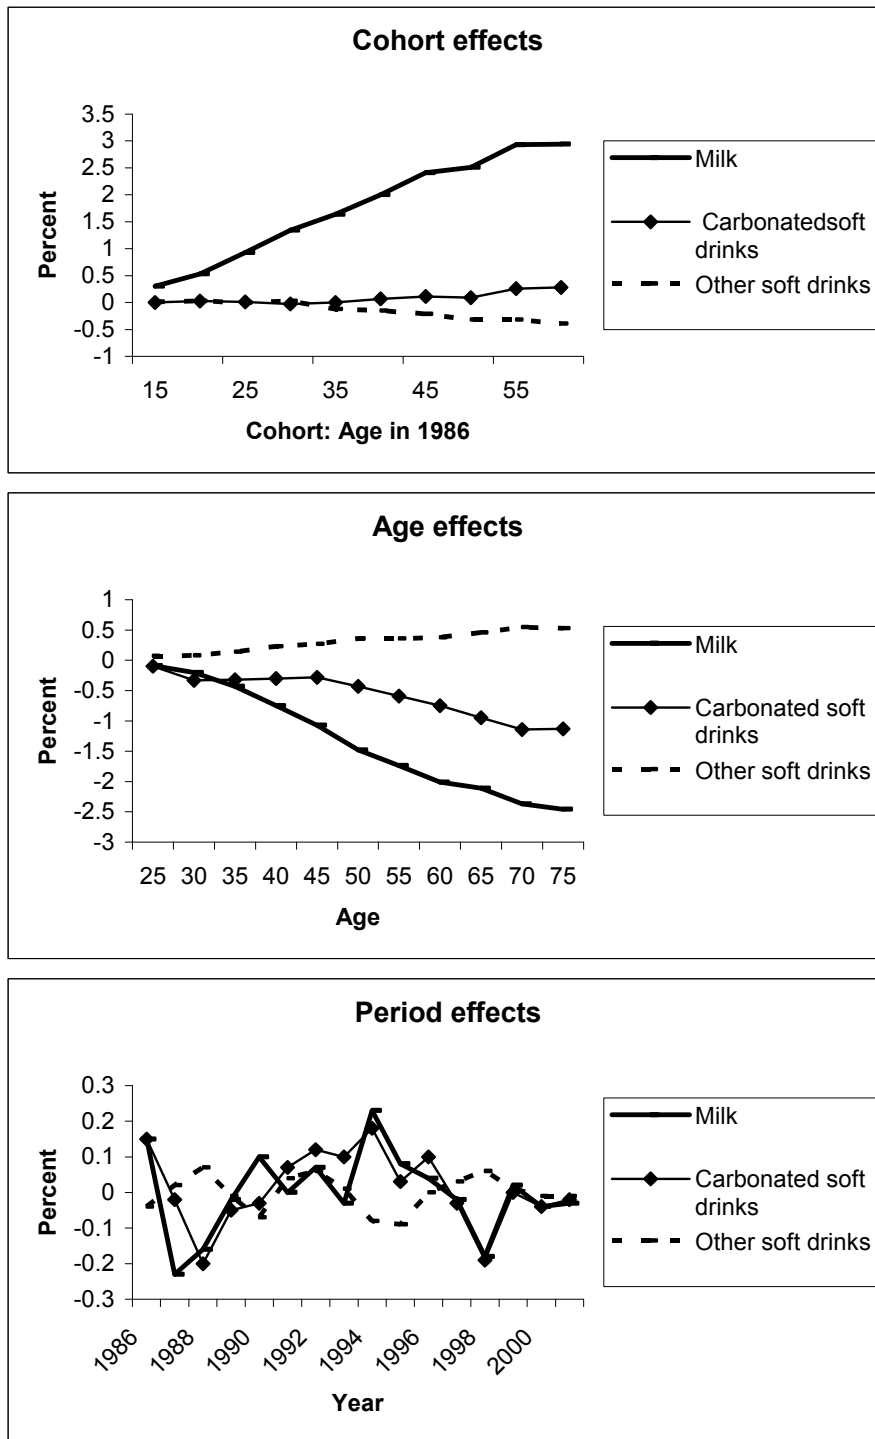 Cohort effects
3.5
3
2.5
2
1.5
1
0.5
0
-0.5
-1
Percent
15 25 35 45 55
Cohort: Age in 1986
Milk
Carbonatedsoft
drinks
Other soft drinks
Age effects
1
0.5
0
-0.5
-1
-1.5
-2
-2.5
-3
Percent
25 30 35 40 45 50 55 60 65 70 75
Age
Milk
Carbonated soft
drinks
Other soft drinks
Period effects
0.3
0.2
0.1
0
-0.1
-0.2
-0.3
Percent
1986 1988 1990 1992 1994 1996 1998 2000
Year
Milk
Carbonated soft
drinks
Other soft drinks